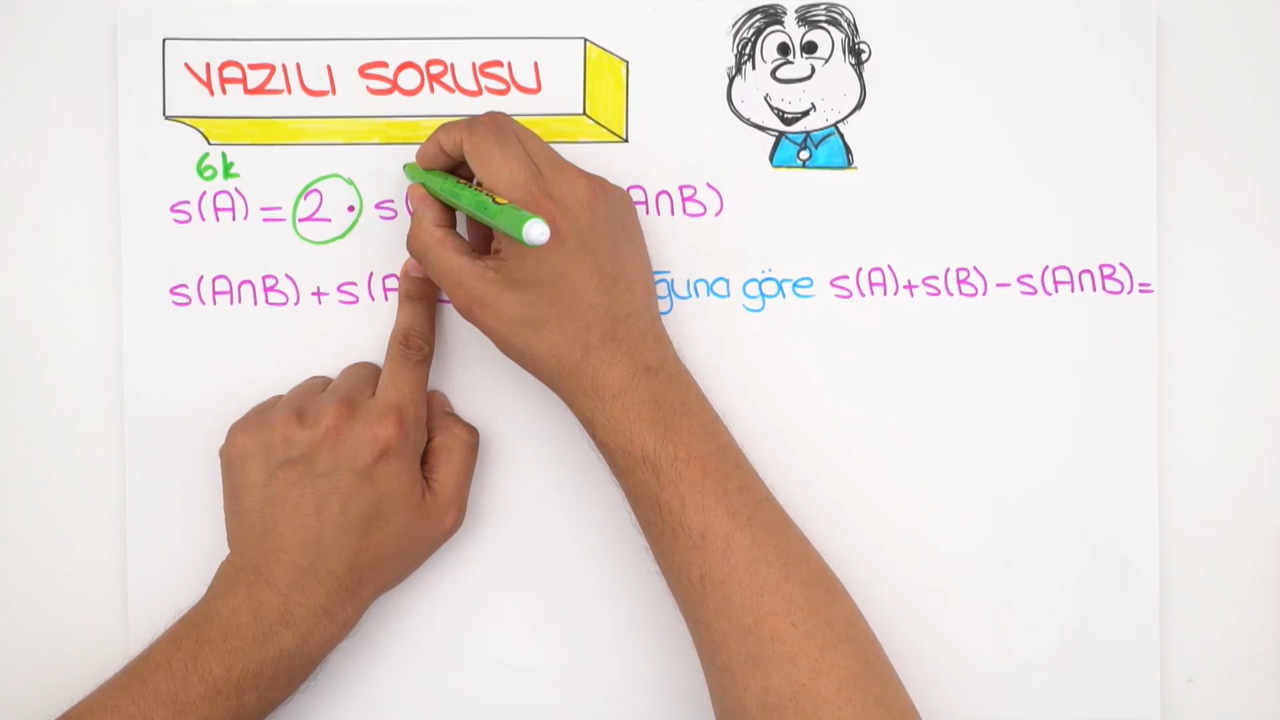 YAZILI SORUSU
6k
s(A) = 2 · s( A∩B)
s(A∩B) + s(A ğuna göre s(A)+s(B) - s(A∩B)=